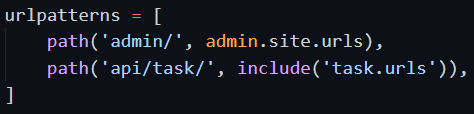 urlpatterns = [
    path('admin/', admin.site.urls),
    path('api/task/', include('task.urls')),
]